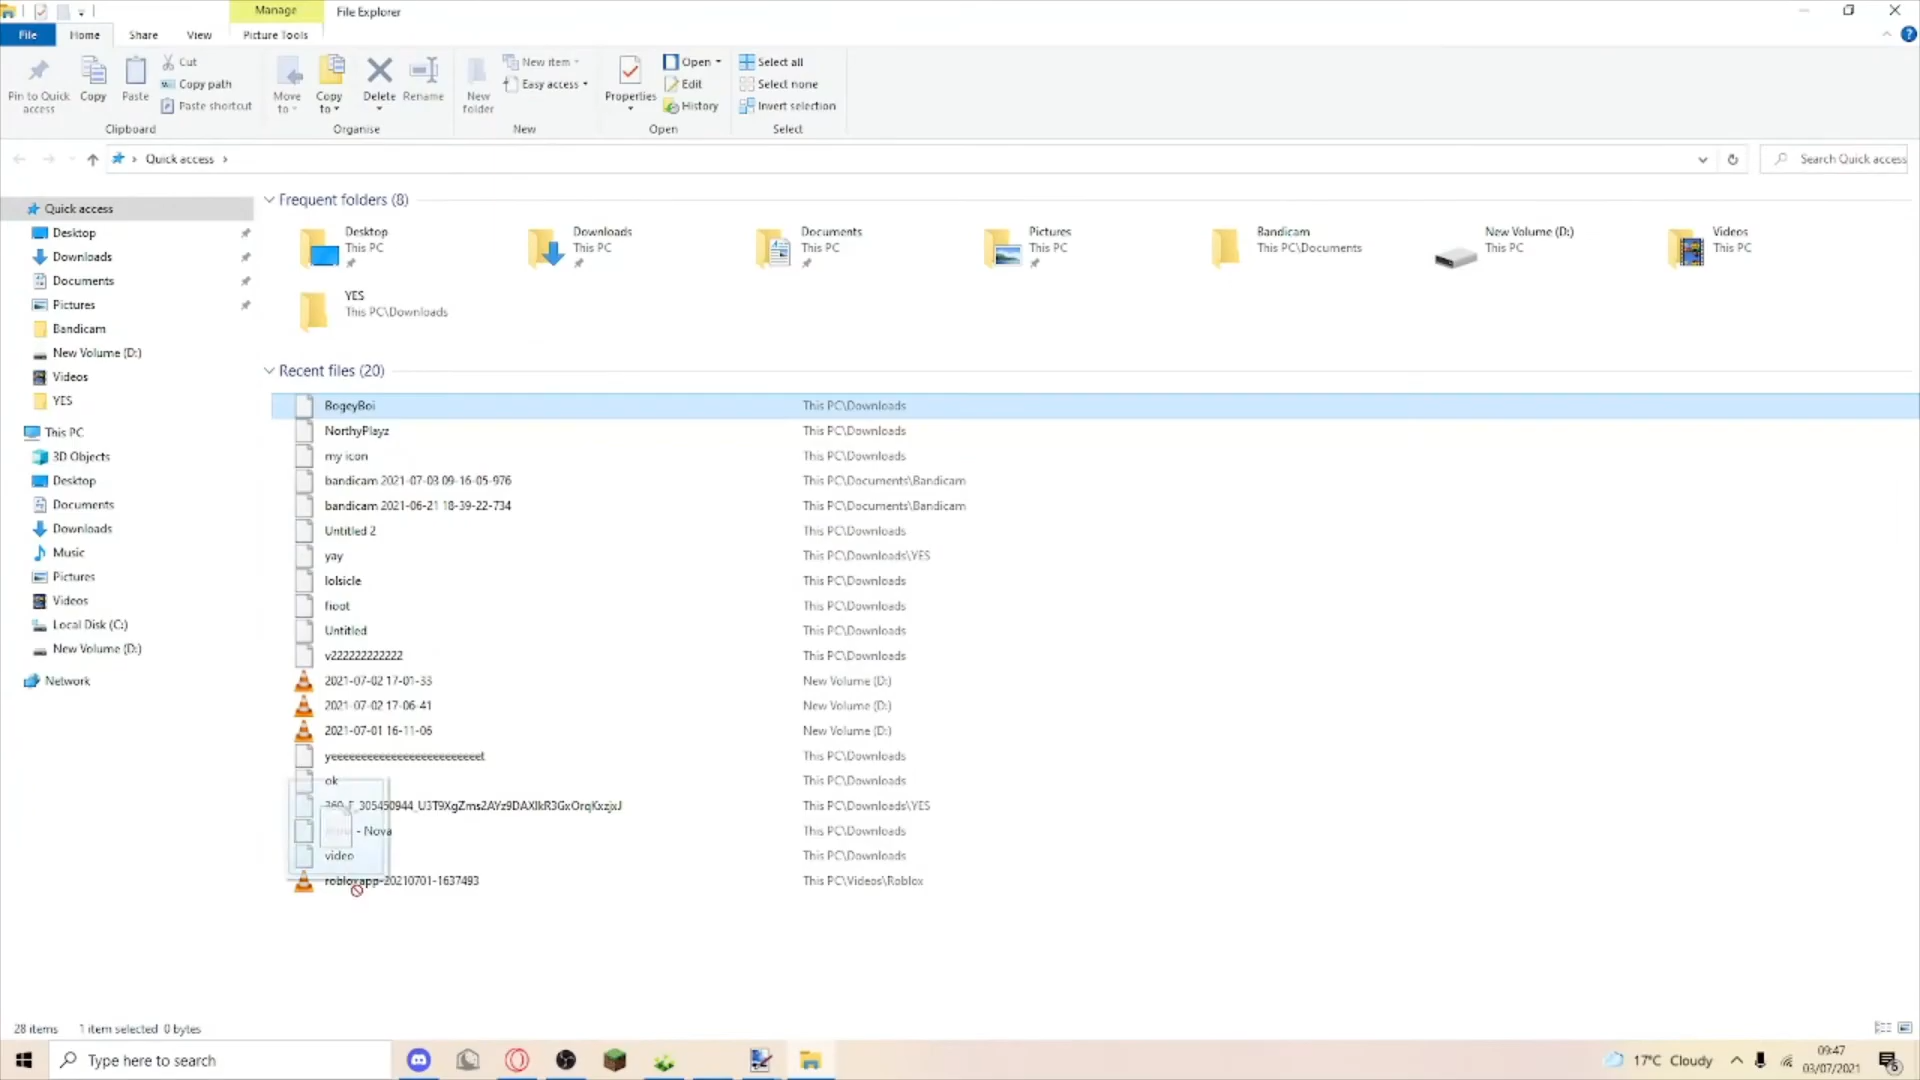 Manage
File Explorer
File
Home
Share
View
Picture Tools
Pin to Quick access
Copy
Paste
Cut
Copy path
Paste shortcut
Clipboard
Move to
Copy to
Delete
Rename
Organise
New folder
New item
Easy access
New
Properties
Open
Edit
History
Open
Select all
Select none
Invert selection
Select
Quick access
Search Quick access
Quick access
Desktop
Downloads
Documents
Pictures
Bandicam
New Volume (D:)
Videos
YES
This PC
3D Objects
Desktop
Documents
Downloads
Music
Pictures
Videos
Local Disk (C:)
New Volume (D:)
Network
Frequent folders (8)
Desktop
This PC
Downloads
This PC
Documents
This PC
Pictures
This PC
Bandicam
This PC\Documents
New Volume (D:)
This PC
Videos
This PC
YES
This PC\Downloads
Recent files (20)
BogeyBoi This PC\Downloads
NorthyPlayz This PC\Downloads
my icon This PC\Downloads
bandicam 2021-07-03 09-16-05-976 This PC\Documents\Bandicam
bandicam 2021-06-21 18-39-22-734 This PC\Documents\Bandicam
Untitled 2 This PC\Downloads
yay This PC\Downloads\YES
lolsicle This PC\Downloads
fioot This PC\Downloads
Untitled This PC\Downloads
v222222222222 This PC\Downloads
2021-07-02 17-01-33 New Volume (D:)
2021-07-02 17-06-41 New Volume (D:)
2021-07-01 16-11-06 New Volume (D:)
This PC\Downloads
ok This PC\Downloads
This PC\Downloads\YES
- Nova This PC\Downloads
video This PC\Downloads
robloxapp-20210701-1637493 This PC\Videos\Roblox
28 items 1 item selected 0 bytes
Type here to search
17°C Cloudy
09:47
03/07/2021